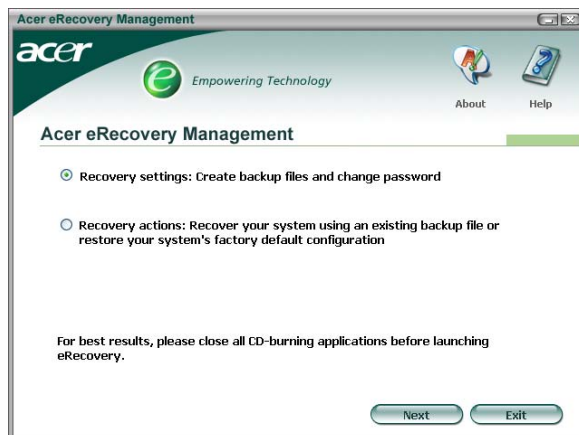 Acer eRecovery Management
acer
e
Empowering Technology
About
Help
Acer eRecovery Management
Recovery settings: Create backup files and change password
Recovery actions: Recover your system using an existing backup file or
restore your system's factory default configuration
For best results, please close all CD-burning applications before launching
eRecovery.
Next
Exit